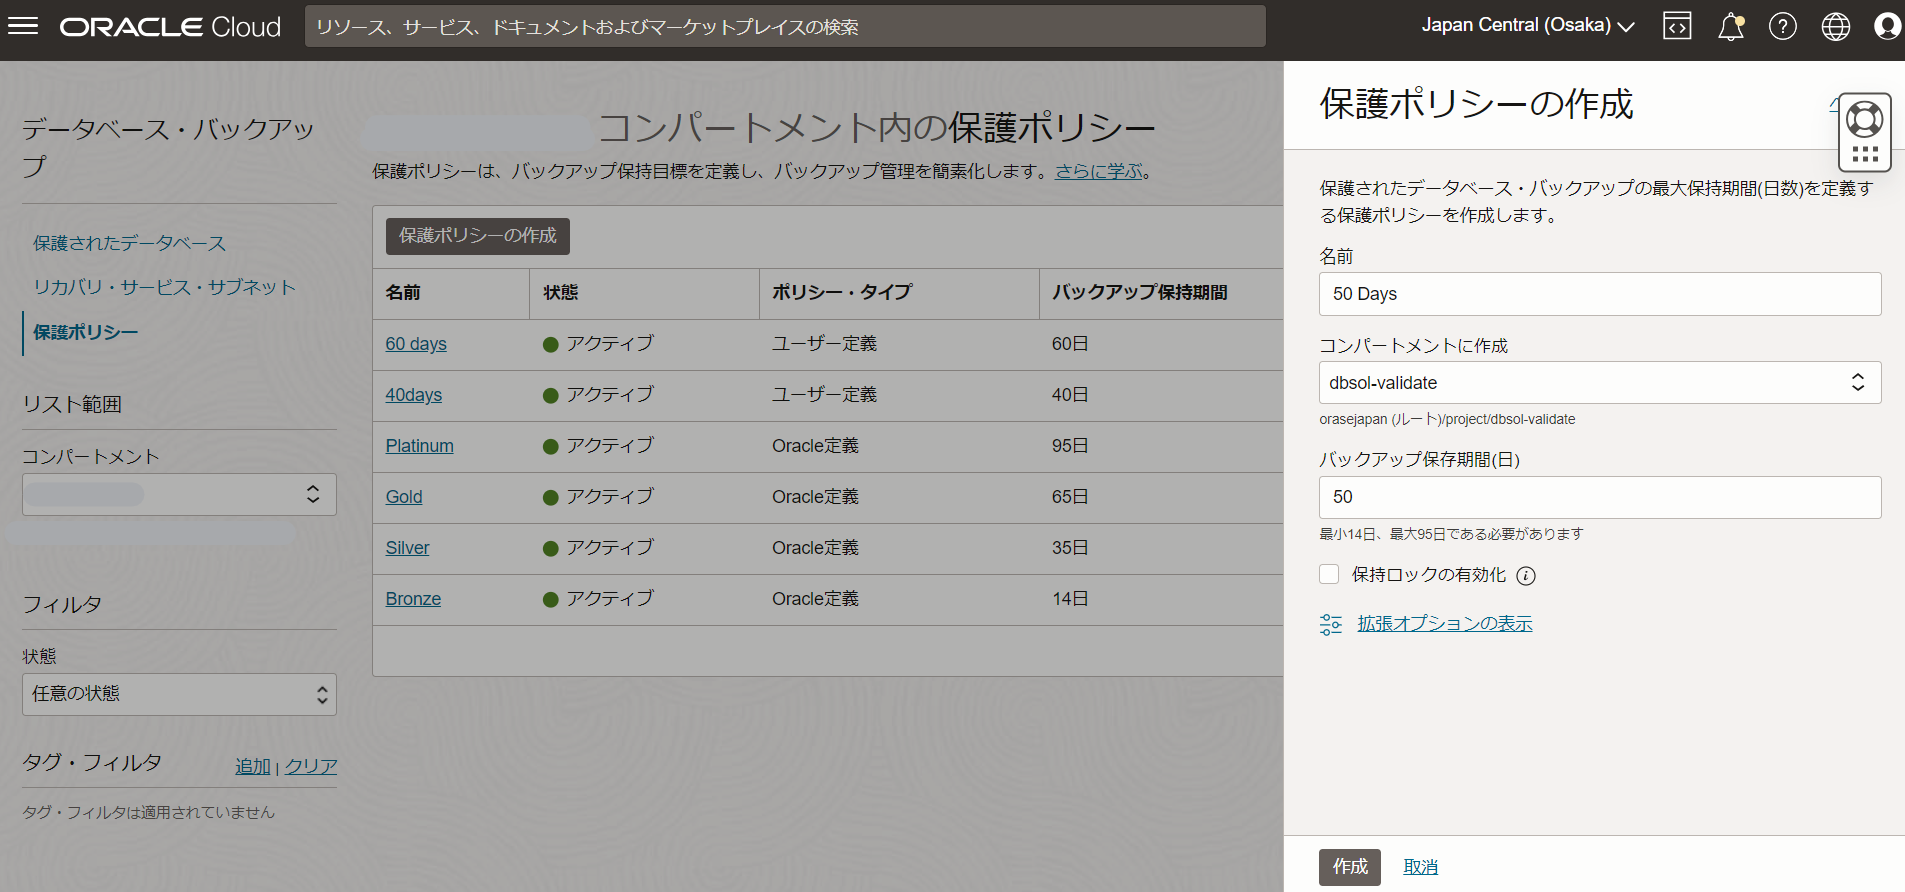 ORACLE Cloud
リソース、サービス、ドキュメントおよびマーケットプレイスの検索
Japan Central (Osaka)
データベース・バックアッ
プ
保護されたデータベース
リカバリ・サービス・サブネット
保護ポリシー
リスト範囲
コンパートメント
フィルタ
状態
任意の状態
タグ・フィルタ 追加 | クリア
タグ・フィルタは適用されていません
コンパートメント内の保護ポリシー
保護ポリシーは、バックアップ保持目標を定義し、バックアップ管理を簡素化します。さらに学ぶ。
保護ポリシーの作成
名前 状態 ポリシー・タイプ バックアップ保持期間
60 days アクティブ ユーザー定義 60日
40days アクティブ ユーザー定義 40日
Platinum アクティブ Oracle定義 95日
Gold アクティブ Oracle定義 65日
Silver アクティブ Oracle定義 35日
Bronze アクティブ Oracle定義 14日
保護ポリシーの作成
保護されたデータベース・バックアップの最大保持期間(日数)を定義す
る保護ポリシーを作成します。
名前
50 Days
コンパートメントに作成
dbsol-validate
orasejapan (ルート)/project/dbsol-validate
バックアップ保存期間(日)
50
最小14日、最大95日である必要があります
保持ロックの有効化
拡張オプションの表示
作成 取消